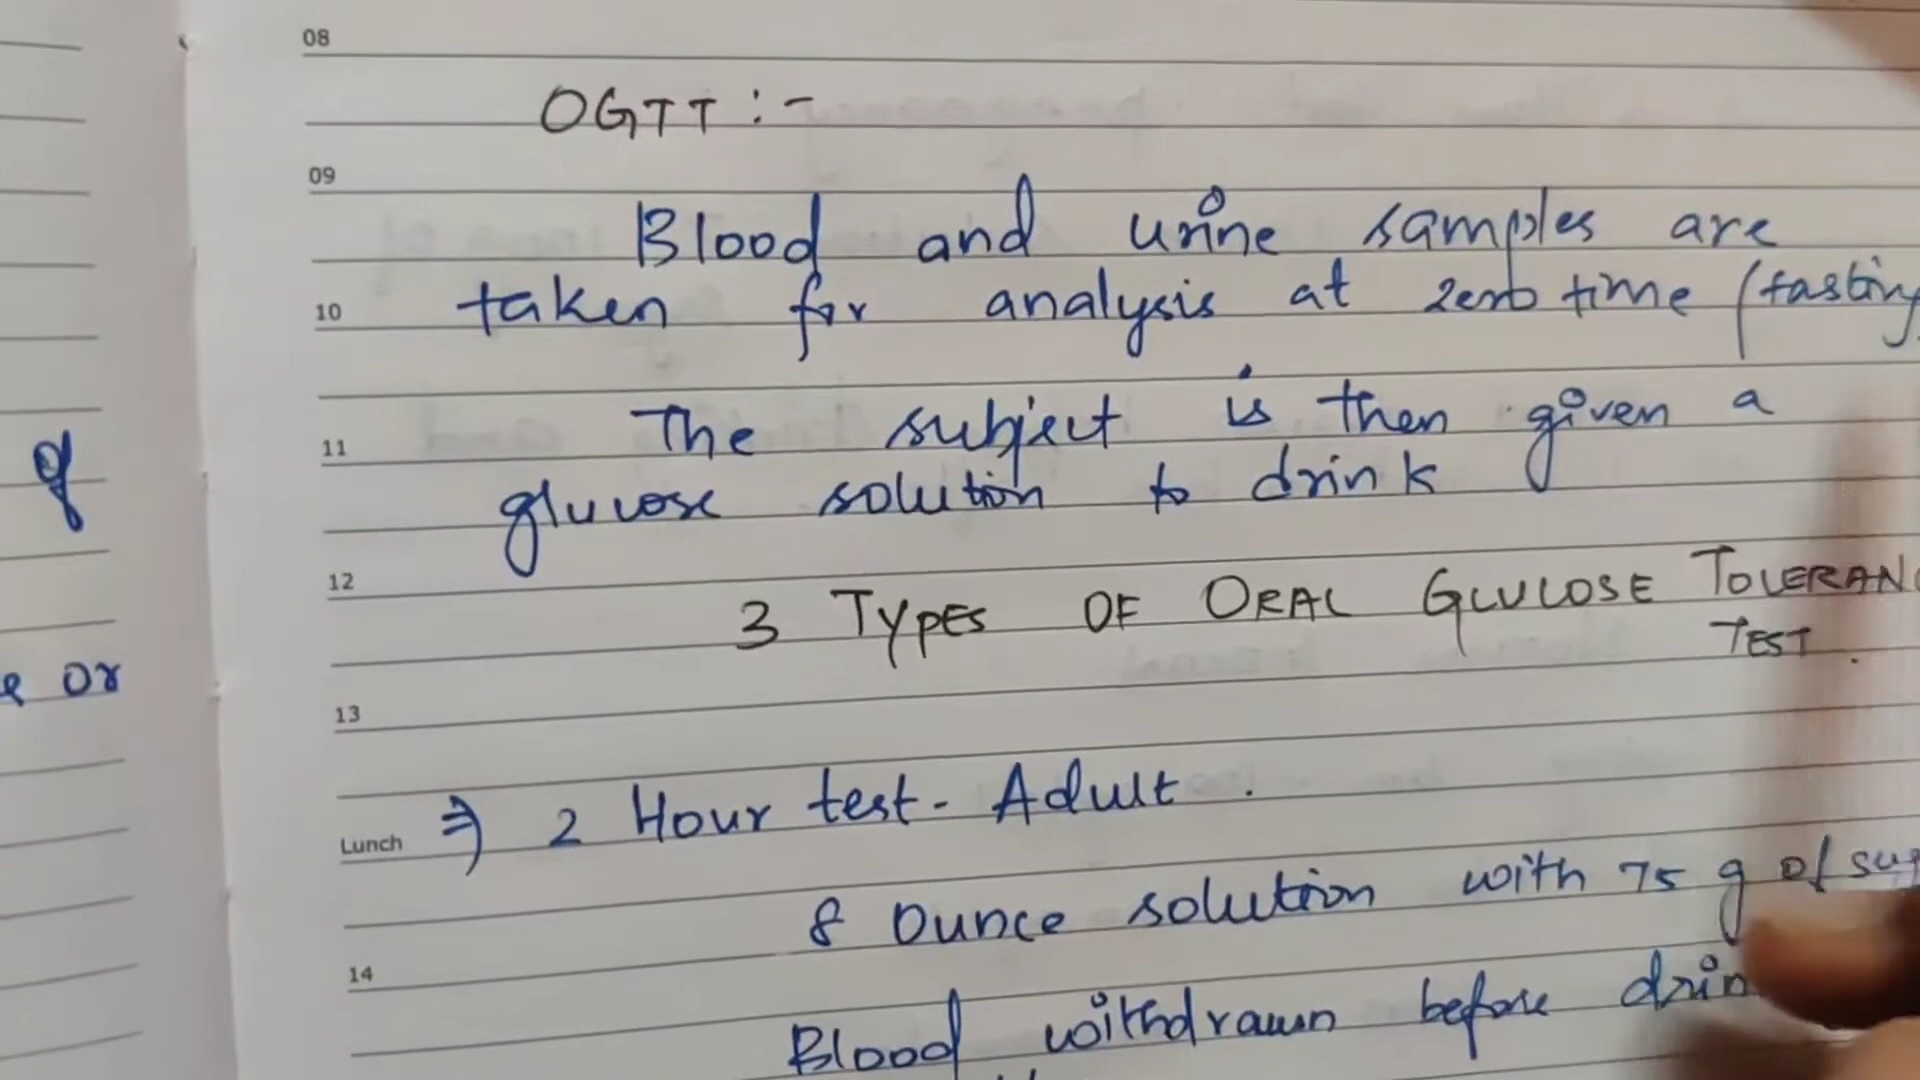 08
OGTT :-
09
Blood and urine samples are
10 taken for analysis at zero time (fasting
The subject is then given a
11
glucose solution to drink
12
3 TYPES OF ORAL GLUCOSE TOLERANC
TEST.
13
Lunch ⇒ 2 Hour test - Adult.
8 ounce solution with 75 g of
14
Blood withdrawn before
q
e or